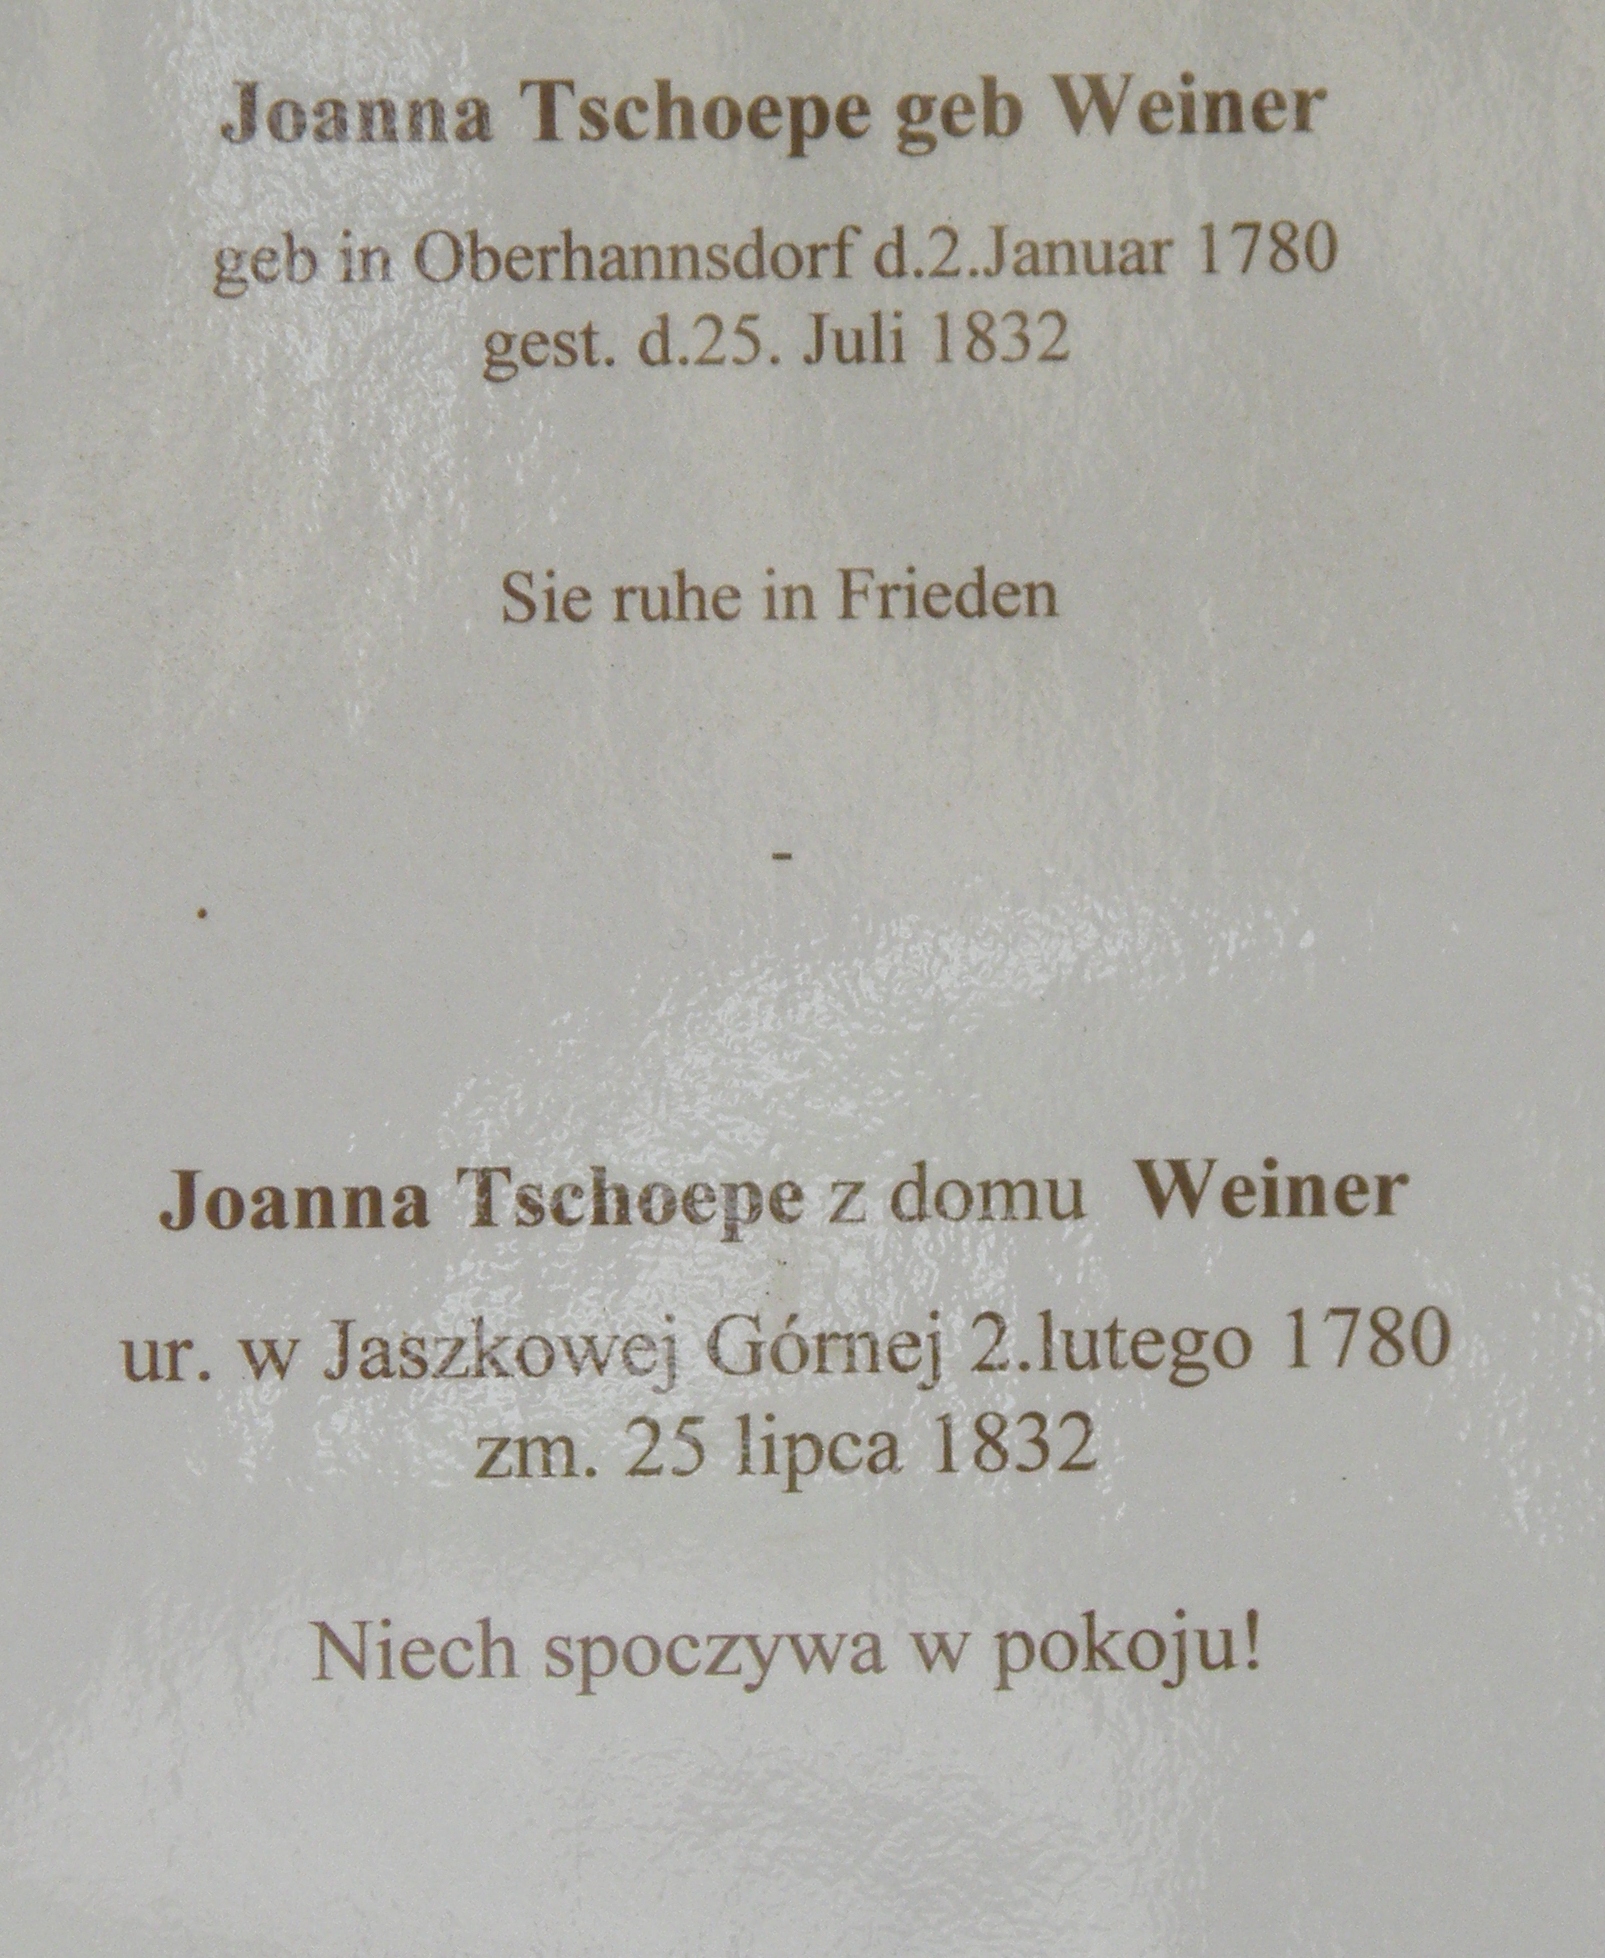 Joanna Tschoepe geb Weiner
geb in Oberhannsdorf d.2.Januar 1780
gest. d.25. Juli 1832
Sie ruhe in Frieden
-
Joanna Tschoepe z domu Weiner
ur. w Jaszkowej Górnej 2.lutego 1780
zm. 25 lipca 1832
Niech spoczywa w pokoju!